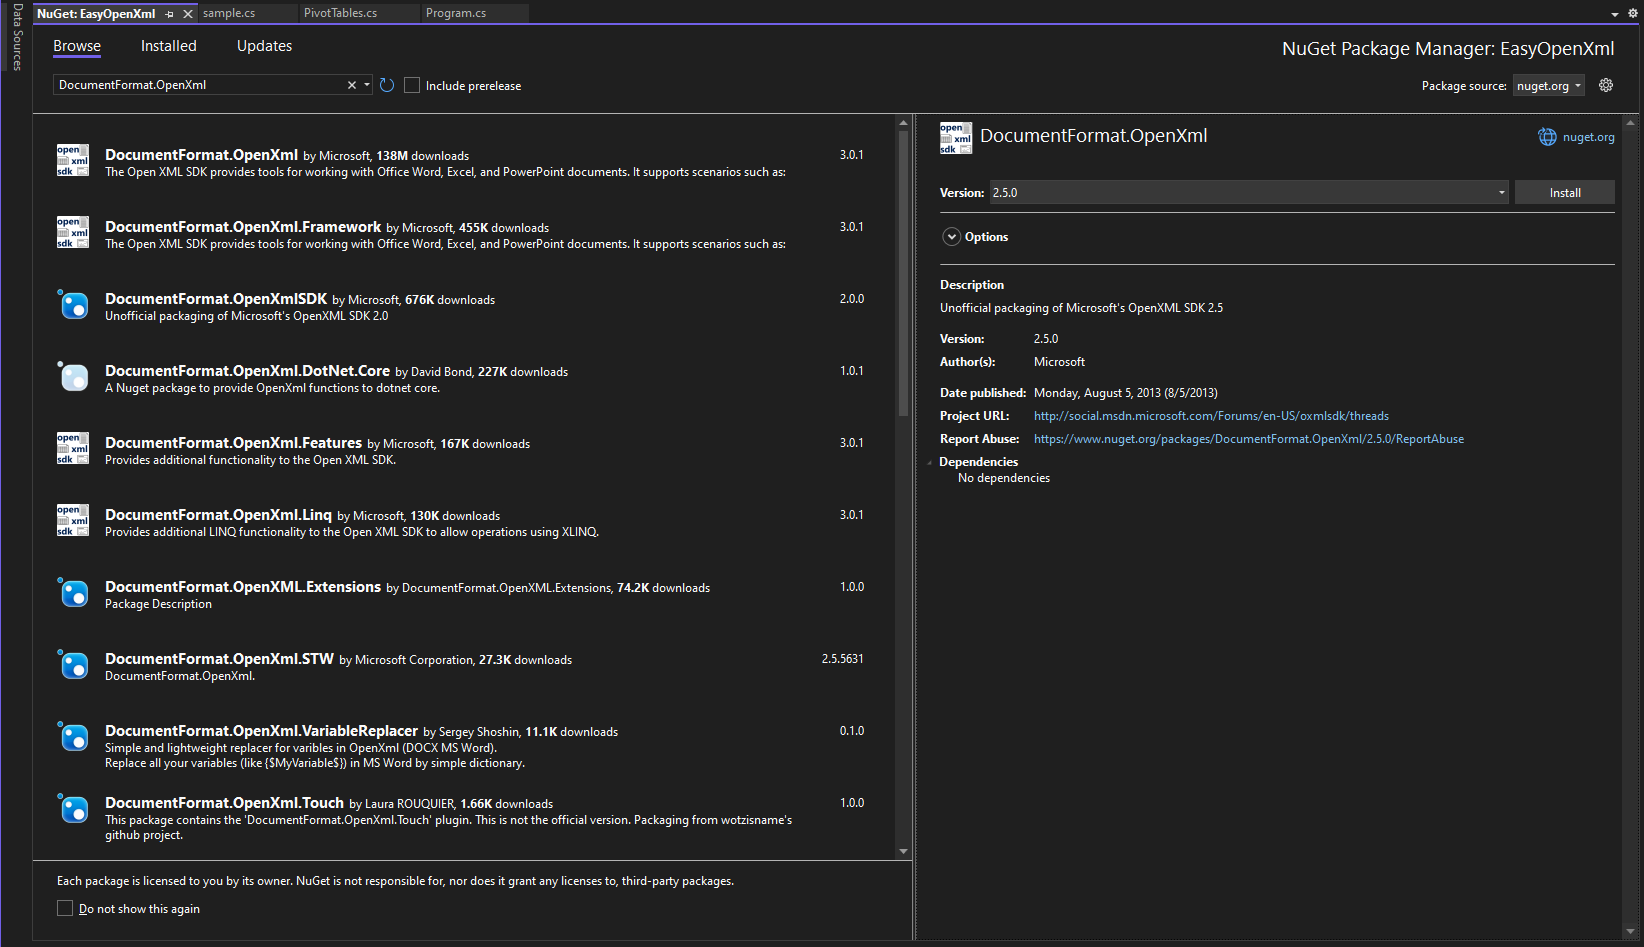 Data Sources
NuGet: EasyOpenXml
sample.cs
PivotTables.cs
Program.cs
Browse
Installed
Updates
NuGet Package Manager: EasyOpenXml
DocumentFormat.OpenXml
Include prerelease
Package source: nuget.org
open xml sdk
DocumentFormat.OpenXml by Microsoft, 138M downloads
3.0.1
The Open XML SDK provides tools for working with Office Word, Excel, and PowerPoint documents. It supports scenarios such as:
open xml sdk
DocumentFormat.OpenXml.Framework by Microsoft, 455K downloads
3.0.1
The Open XML SDK provides tools for working with Office Word, Excel, and PowerPoint documents. It supports scenarios such as:
DocumentFormat.OpenXmlSDK by Microsoft, 676K downloads
2.0.0
Unofficial packaging of Microsoft's OpenXML SDK 2.0
DocumentFormat.OpenXml.DotNet.Core by David Bond, 227K downloads
1.0.1
A Nuget package to provide OpenXml functions to dotnet core.
open xml sdk
DocumentFormat.OpenXml.Features by Microsoft, 167K downloads
3.0.1
Provides additional functionality to the Open XML SDK.
open xml sdk
DocumentFormat.OpenXml.Linq by Microsoft, 130K downloads
3.0.1
Provides additional LINQ functionality to the Open XML SDK to allow operations using XLINQ.
DocumentFormat.OpenXML.Extensions by DocumentFormat.OpenXML.Extensions, 74.2K downloads
1.0.0
Package Description
DocumentFormat.OpenXml.STW by Microsoft Corporation, 27.3K downloads
2.5.5631
DocumentFormat.OpenXml.
DocumentFormat.OpenXml.VariableReplacer by Sergey Shoshin, 11.1K downloads
0.1.0
Simple and lightweight replacer for varibles in OpenXml (DOCX MS Word).
Replace all your variables (like {$MyVariable$}) in MS Word by simple dictionary.
DocumentFormat.OpenXml.Touch by Laura ROUQUIER, 1.66K downloads
1.0.0
This package contains the 'DocumentFormat.OpenXml.Touch' plugin. This is not the official version. Packaging from wotzisname's
github project.
Each package is licensed to you by its owner. NuGet is not responsible for, nor does it grant any licenses to, third-party packages.
Do not show this again
open xml sdk
DocumentFormat.OpenXml
nuget.org
Version: 2.5.0
Install
Options
Description
Unofficial packaging of Microsoft's OpenXML SDK 2.5
Version: 2.5.0
Author(s): Microsoft
Date published: Monday, August 5, 2013 (8/5/2013)
Project URL: http://social.msdn.microsoft.com/Forums/en-US/oxmlsdk/threads
Report Abuse: https://www.nuget.org/packages/DocumentFormat.OpenXml/2.5.0/ReportAbuse
Dependencies
No dependencies